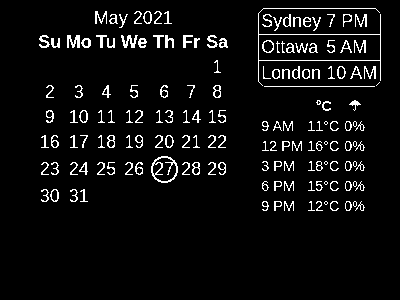 May 2021
Su Mo Tu We Th Fr Sa
1
2 3 4 5 6 7 8
9 10 11 12 13 14 15
16 17 18 19 20 21 22
23 24 25 26 27 28 29
30 31
Sydney 7 PM
Ottawa 5 AM
London 10 AM
°C
9 AM 11°C 0%
12 PM 16°C 0%
3 PM 18°C 0%
6 PM 15°C 0%
9 PM 12°C 0%